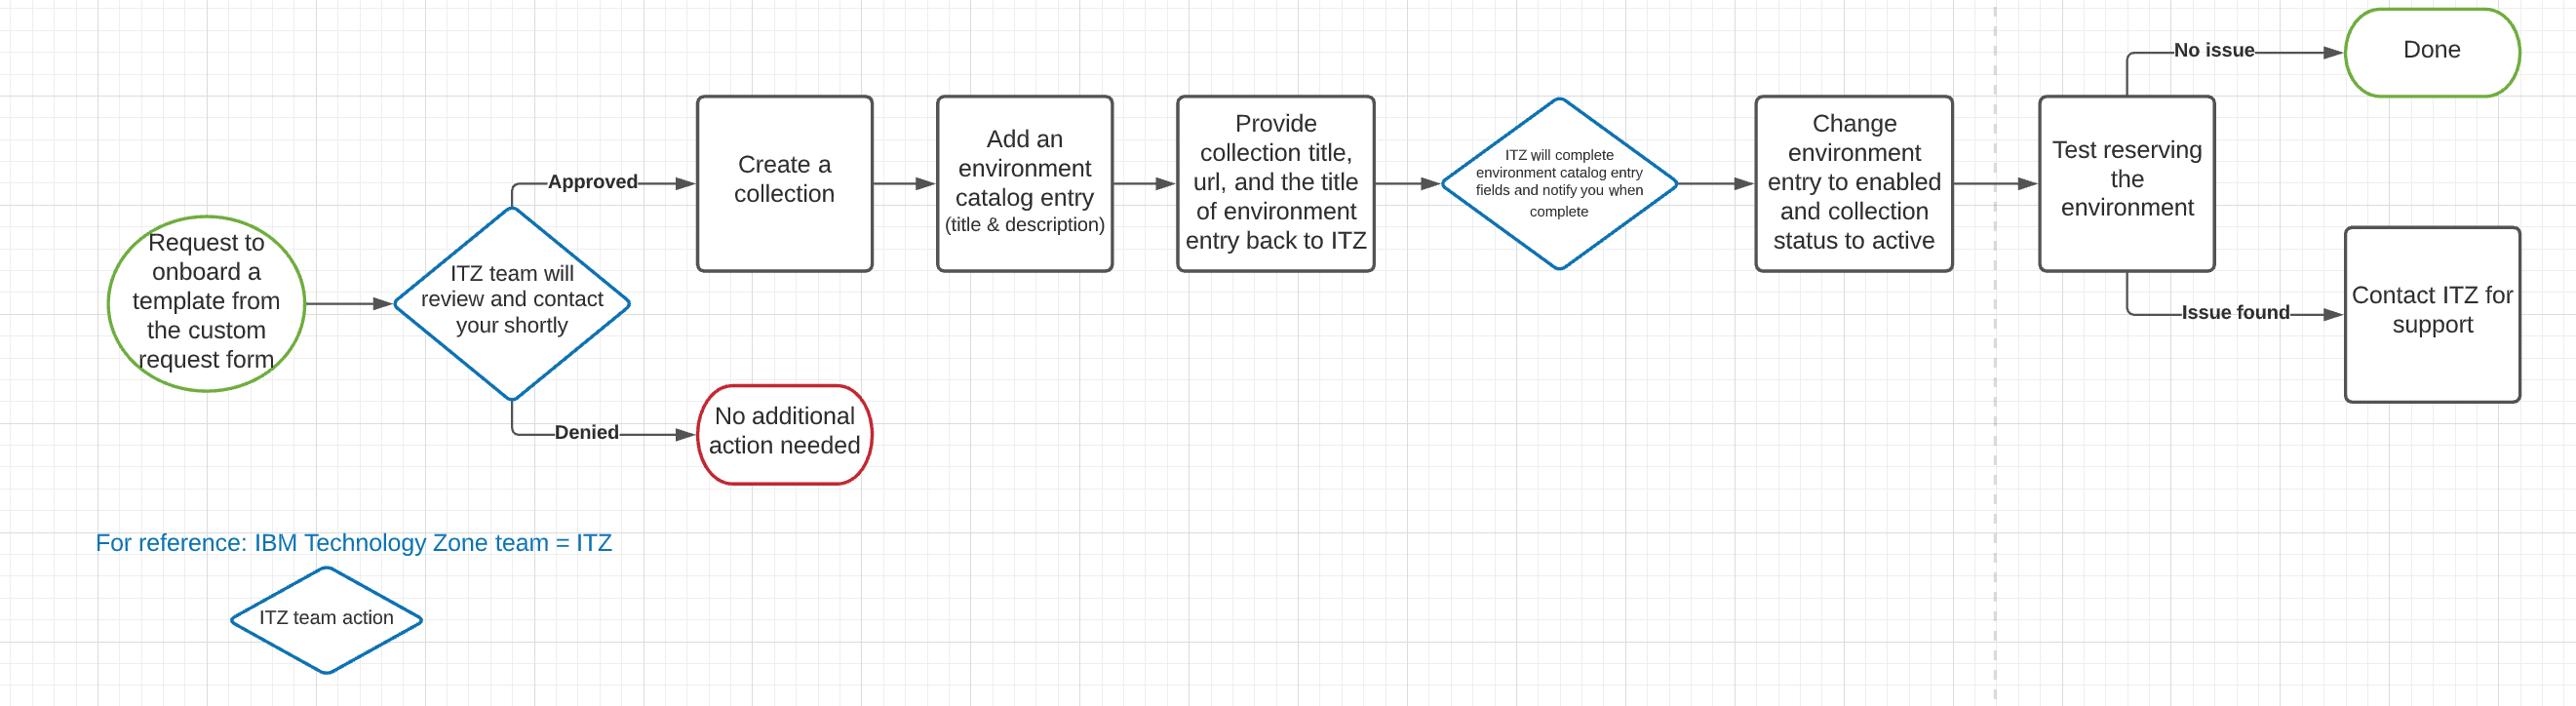 Request to
onboard a
template from
the custom
request form
ITZ team will
review and contact
your shortly
Approved
Denied
No additional
action needed
Create a
collection
Add an
environment
catalog entry
(title & description)
Provide
collection title,
url, and the title
of environment
entry back to ITZ
ITZ will complete
environment catalog entry
fields and notify you when
complete
Change
environment
entry to enabled
and collection
status to active
Test reserving
the
environment
No issue
Done
Issue found
Contact ITZ for
support
For reference: IBM Technology Zone team = ITZ
ITZ team action